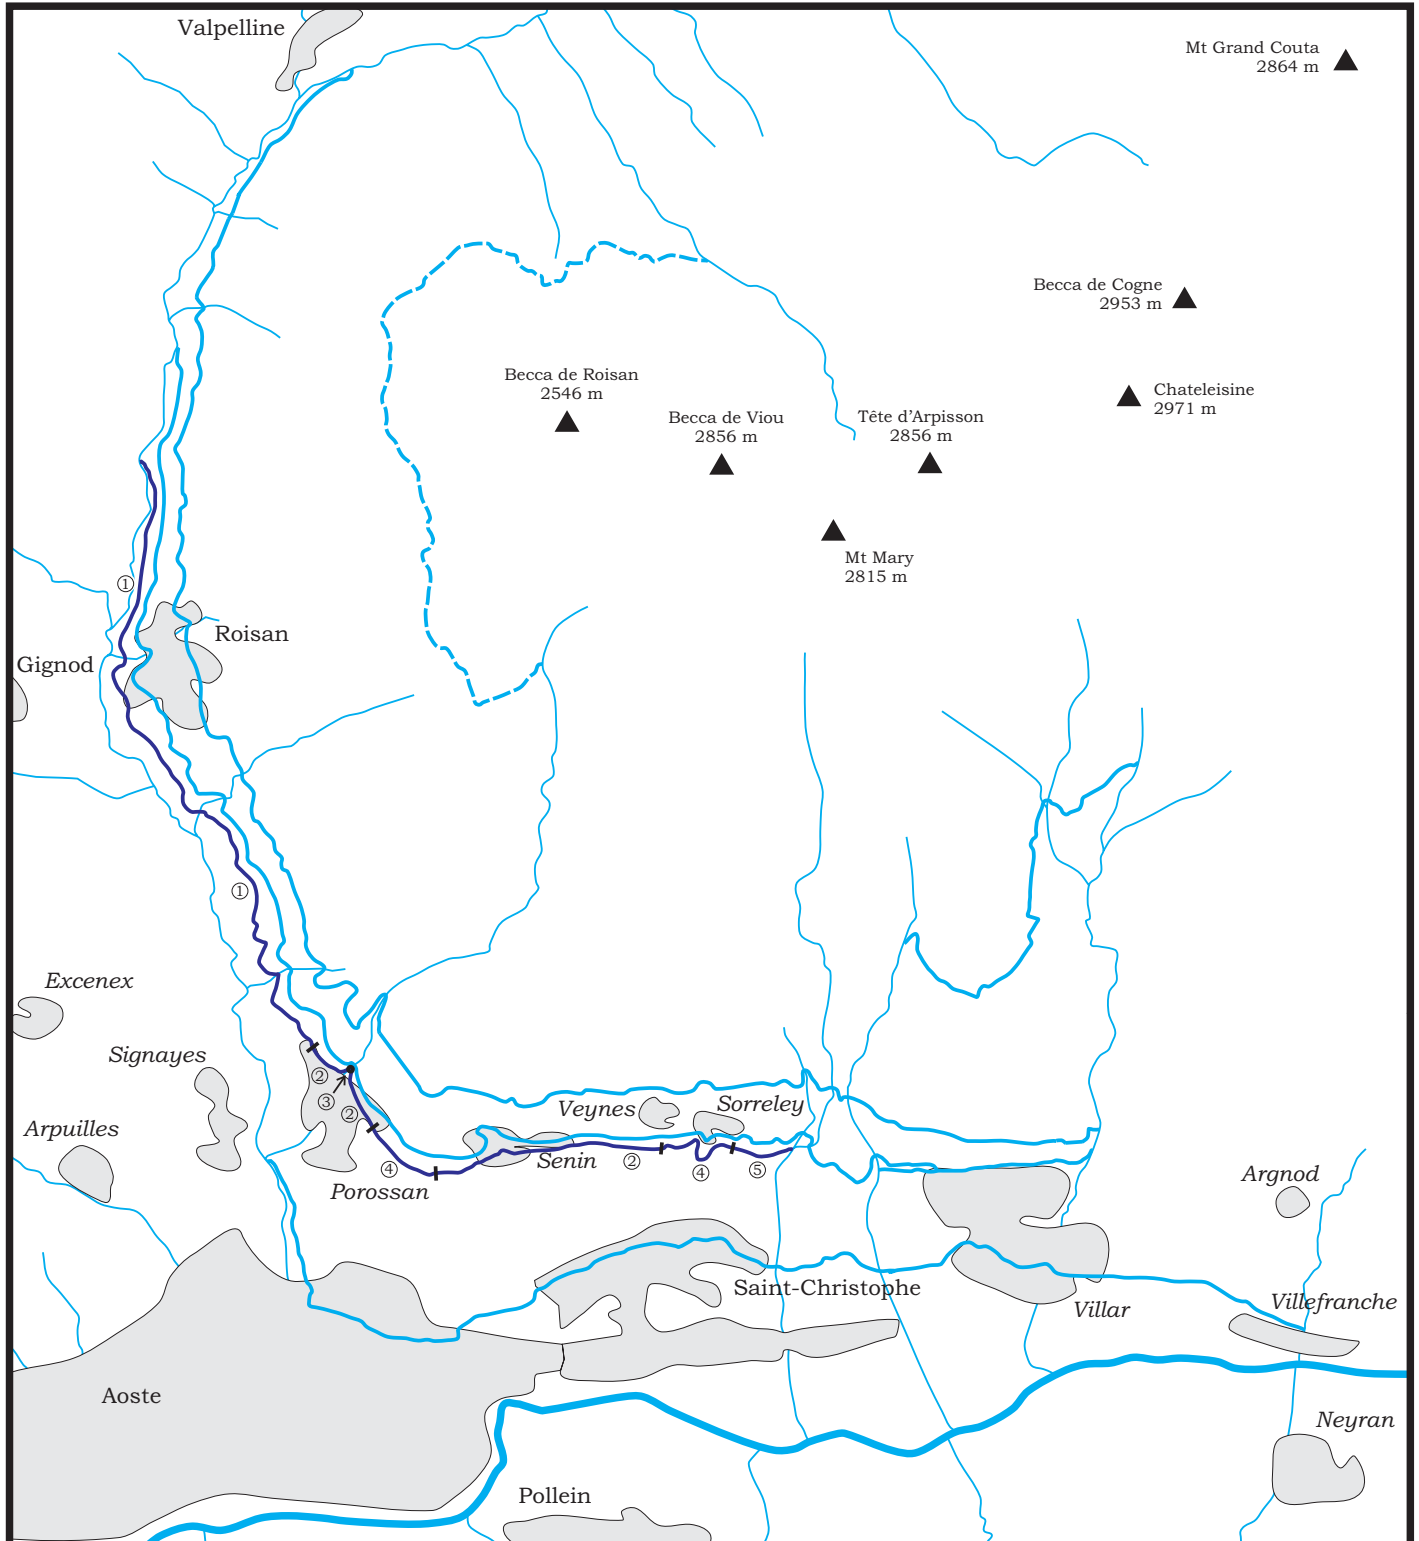 Valpelline
Mt Grand Couta
2864 m
Becca de Cogne
2953 m
Becca de Roisan
2546 m
Becca de Viou
2856 m
Tête d'Arpisson
2856 m
Chateleisine
2971 m
Mt Mary
2815 m
①
Roisan
Gignod
①
Excenex
Signayes
②
③
②
Veynes
Sorreley
Arpuilles
④
Senin
②
④
⑤
Porossan
Argnod
Saint-Christophe
Villar
Villefranche
Aoste
Neyran
Pollein